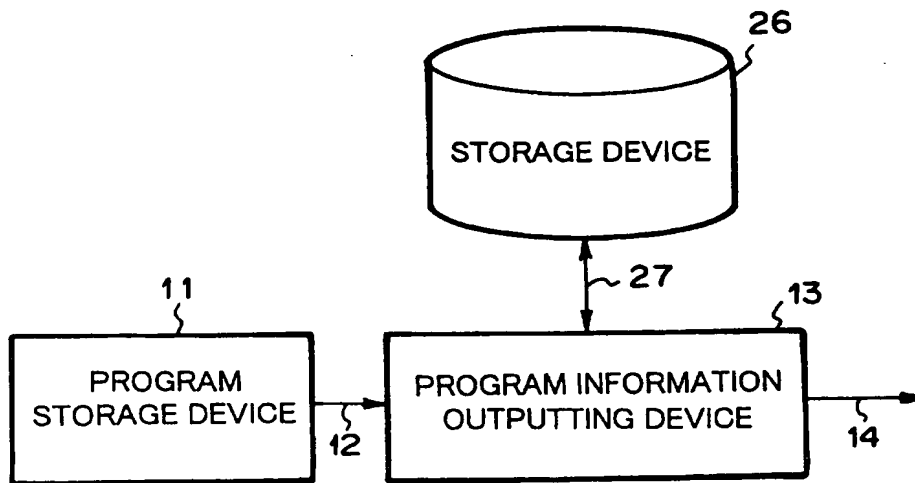 26
STORAGE DEVICE
27
11
13
PROGRAM
STORAGE DEVICE
12
PROGRAM INFORMATION
OUTPUTTING DEVICE
14